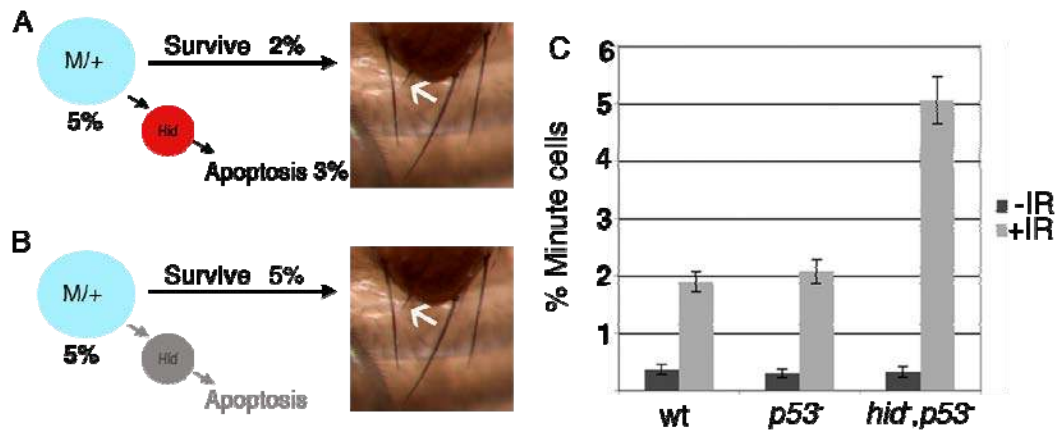 A
M/+
5%
Survive 2%
Hid
Apoptosis 3%
B
M/+
5%
Survive 5%
Hid
Apoptosis
C
% Minute cells
6
5
4
3
2
1
wt
p53-
hid-,p53-
-IR
+IR